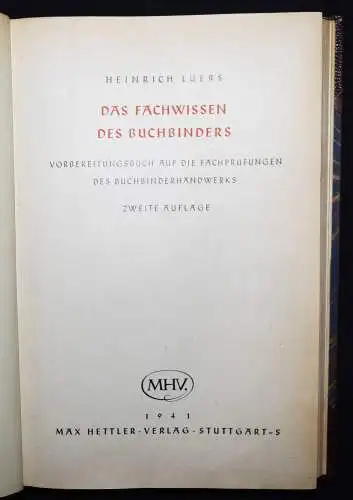 HEINRICH LUERS
DAS FACHWISSEN
DES BUCHBINDERS
VORBEREITUNGSBUCH AUF DIE FACHPRÜFUNGEN
DES BUCHBINDERHANDWERKS
ZWEITE AUFLAGE
MHV.
1941
MAX HETTLER-VERLAG-STUTTGART-S